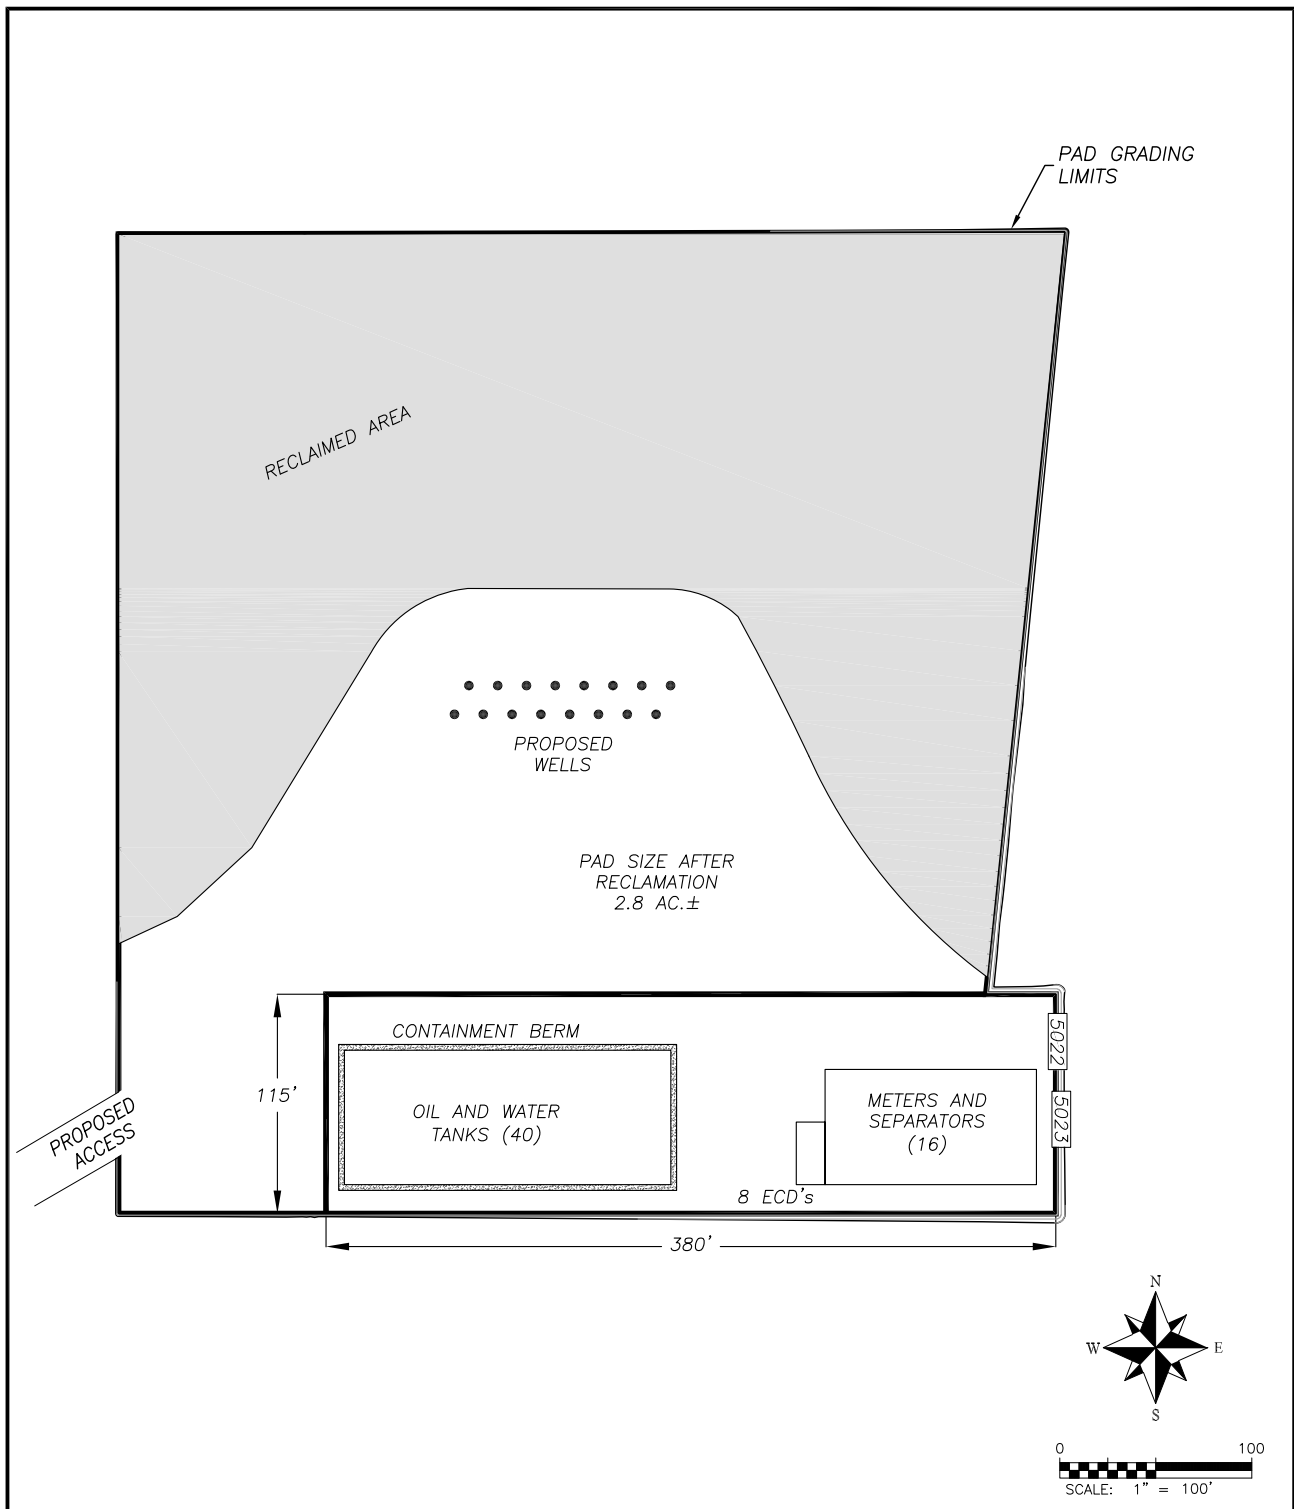 PAD GRADING
LIMITS
RECLAIMED AREA
PROPOSED
WELLS
PAD SIZE AFTER
RECLAMATION
2.8 AC.±
CONTAINMENT BERM
OIL AND WATER
TANKS (40)
METERS AND
SEPARATORS
(16)
8 ECD's
5022
5023
115'
380'
PROPOSED
ACCESS
N
W
E
S
0
100
SCALE: 1" = 100'